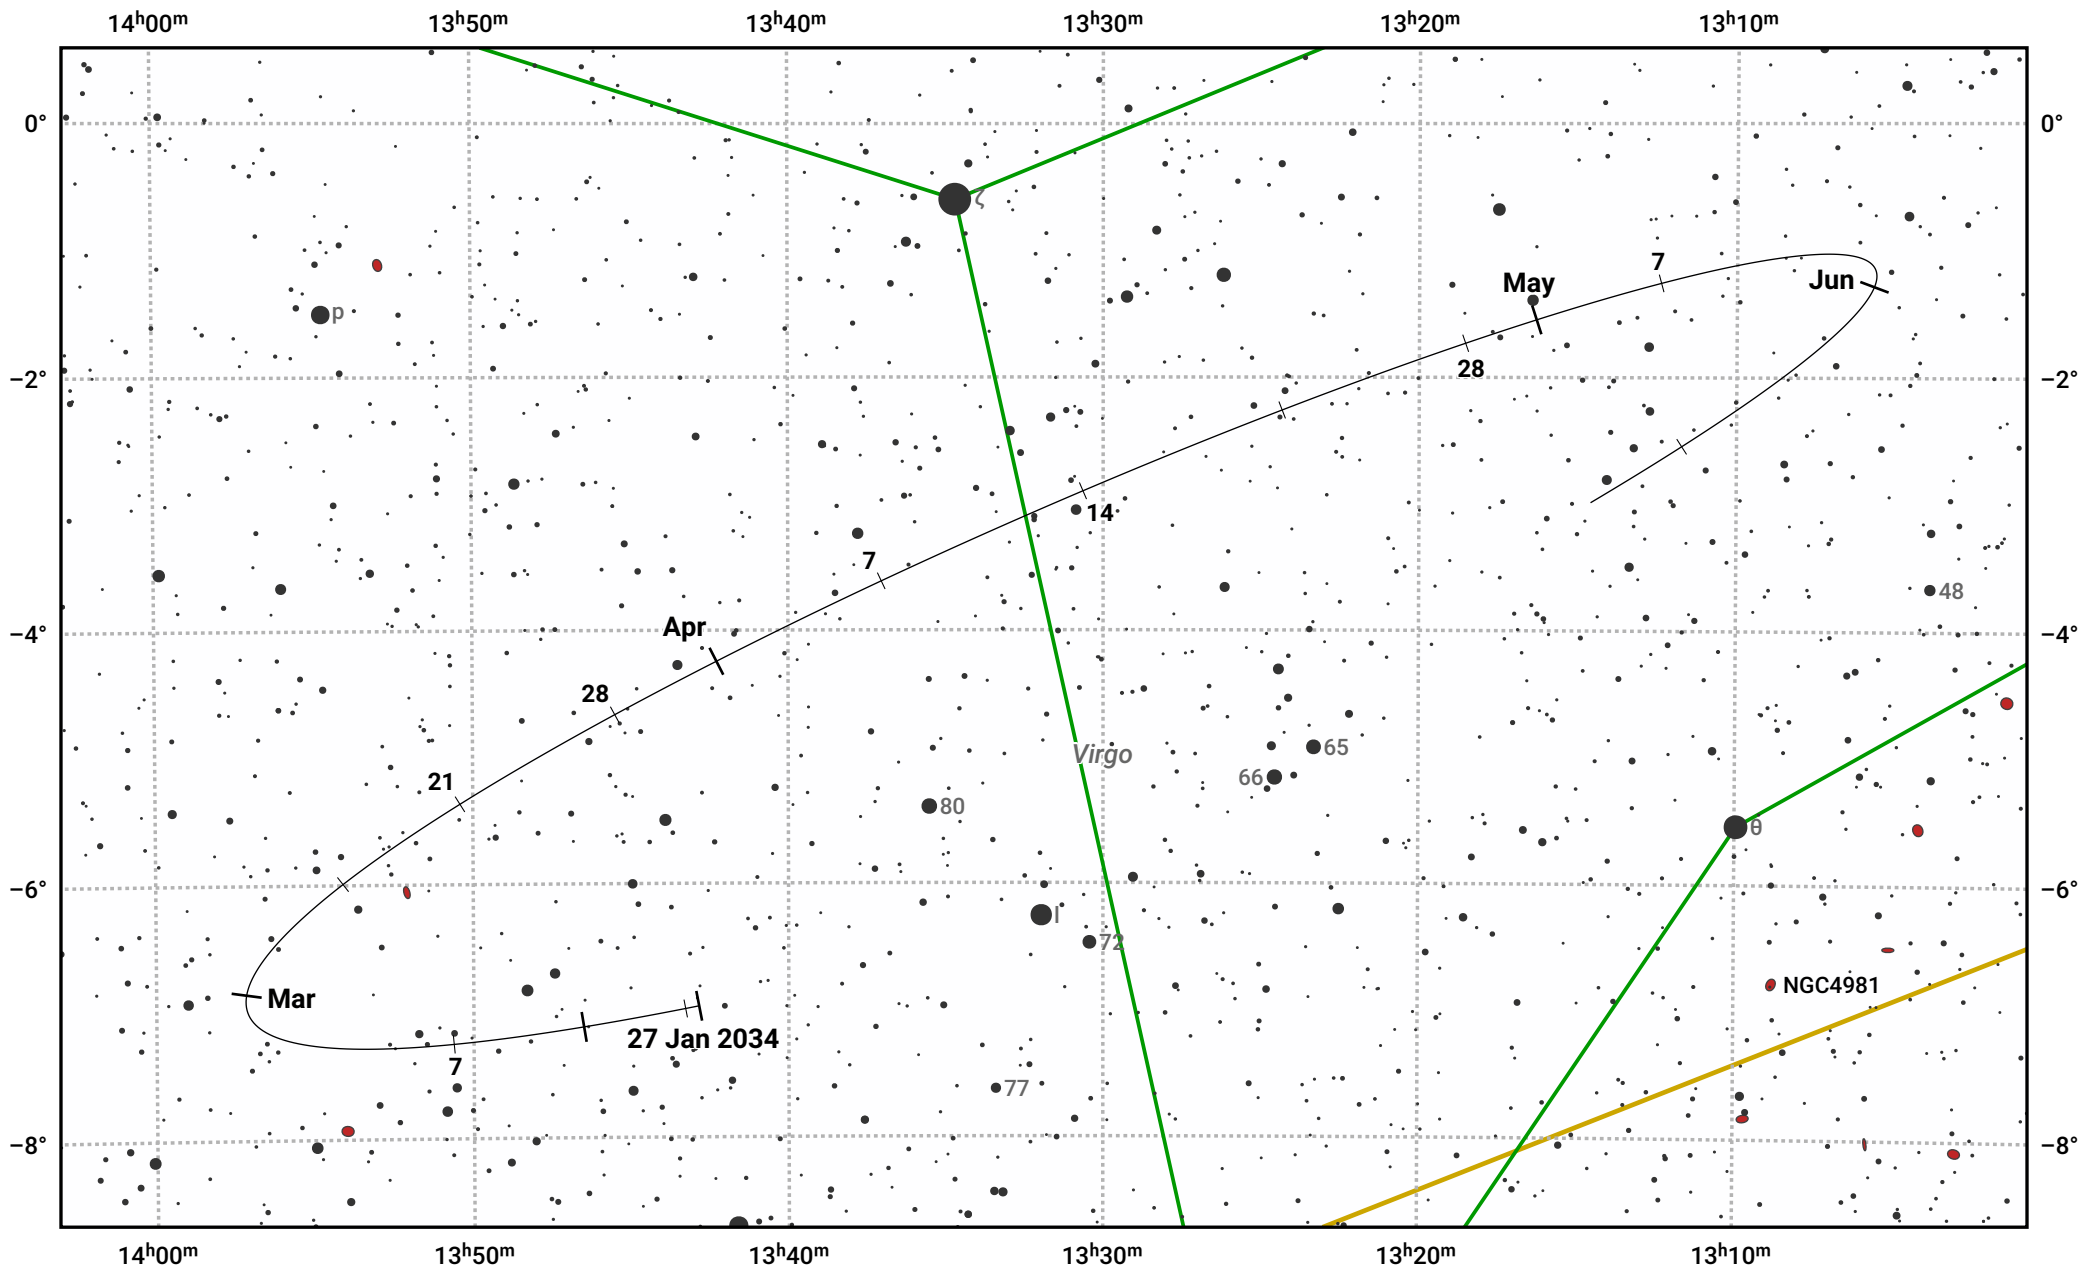 14ʰ00ᵐ 13ʰ50ᵐ 13ʰ40ᵐ 13ʰ30ᵐ 13ʰ20ᵐ 13ʰ10ᵐ
0° 0°
ζ
7
May
Jun
p
28
−2° −2°
14
7
48
Apr
−4° −4°
28
65
Virgo
66
21
80
θ
−6° −6°
l
72
NGC4981
Mar
27 Jan 2034
7
77
−8° −8°
14ʰ00ᵐ 13ʰ50ᵐ 13ʰ40ᵐ 13ʰ30ᵐ 13ʰ20ᵐ 13ʰ10ᵐ